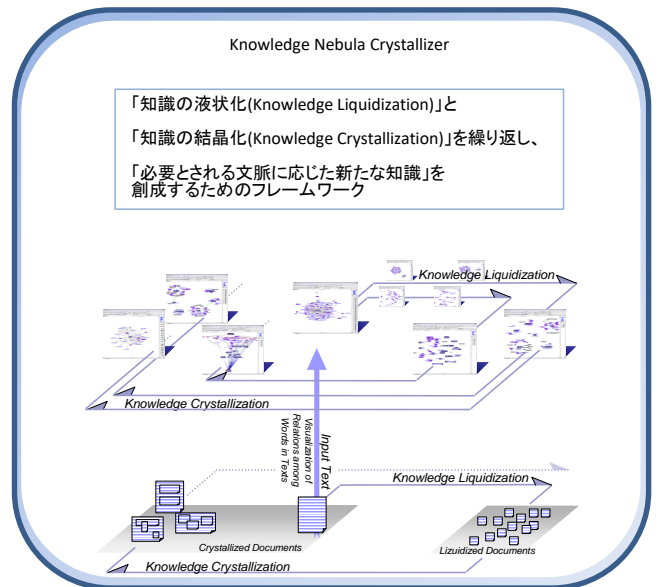 Knowledge Nebula Crystallizer
「知識の液状化(Knowledge Liquidization)」と
「知識の結晶化(Knowledge Crystallization)」を繰り返し、
「必要とされる文脈に応じた新たな知識」を
創成するためのフレームワーク
Knowledge Liquidization
Knowledge Crystallization
Input Text
Visualization of
Relations among
Words in Texts
Knowledge Liquidization
Crystallized Documents
Lizuidized Documents
Knowledge Crystallization